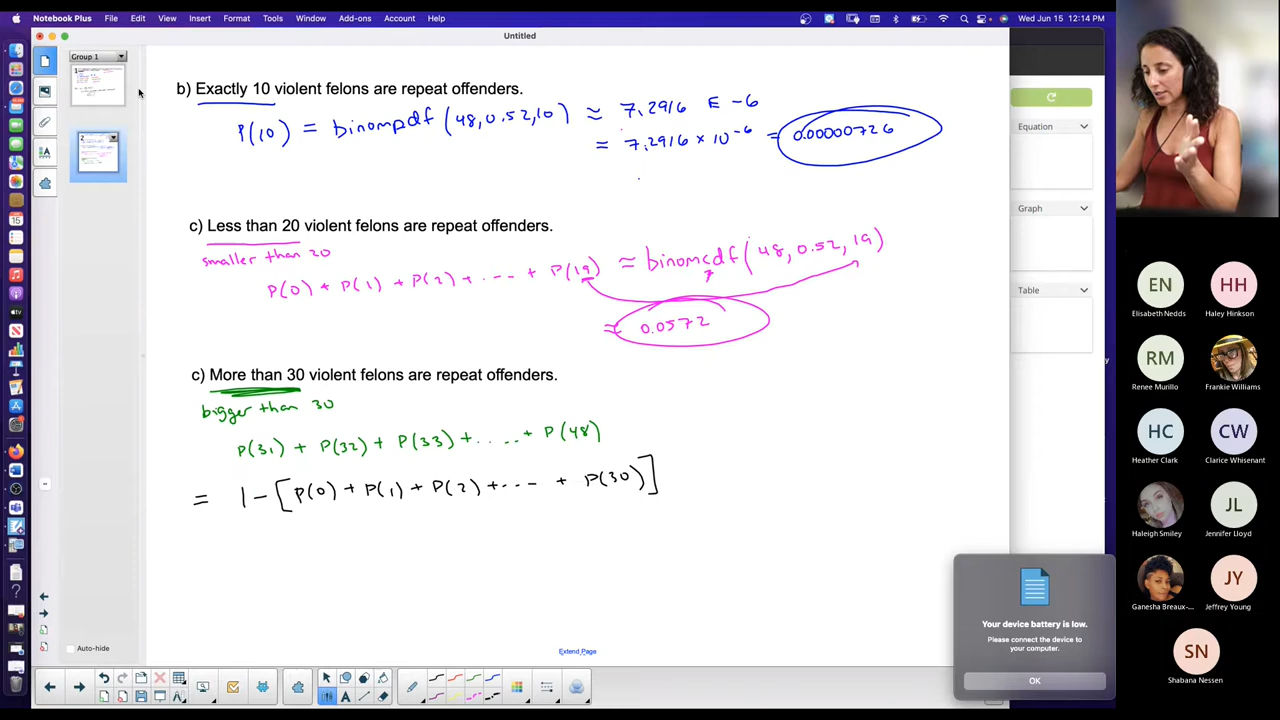 Notebook Plus File Edit View Insert Format Tools Window Add-ons Account Help
Wed Jun 15 12:14 PM
Untitled
Group 1
b) Exactly 10 violent felons are repeat offenders.
P(10) = binompdf (48,0.52,10) ≈ 7.2916 E -6
≈ 7.2916 × 10⁻⁶ = 0.00000726
c) Less than 20 violent felons are repeat offenders.
smaller than 20
P(0) + P(1) + P(2) + ... + P(19) ≈ binomcdf (48, 0.52, 19)
≈ 0.0572
c) More than 30 violent felons are repeat offenders.
bigger than 30
P(31) + P(32) + P(33) + ..... + P(48)
= 1 - [P(0) + P(1) + P(2) + ... + P(30)]
Extend Page
Auto-hide
Equation
Graph
Table
Your device battery is low.
Please connect the device to
your computer.
OK
EN
Elisabeth Nedds
HH
Haley Hinkson
RM
Renee Murillo
Frankie Williams
HC
Heather Clark
CW
Clarice Whisenant
Haleigh Smiley
JL
Jennifer Lloyd
Ganesha Breaux-...
JY
Jeffrey Young
SN
Shabana Nessen